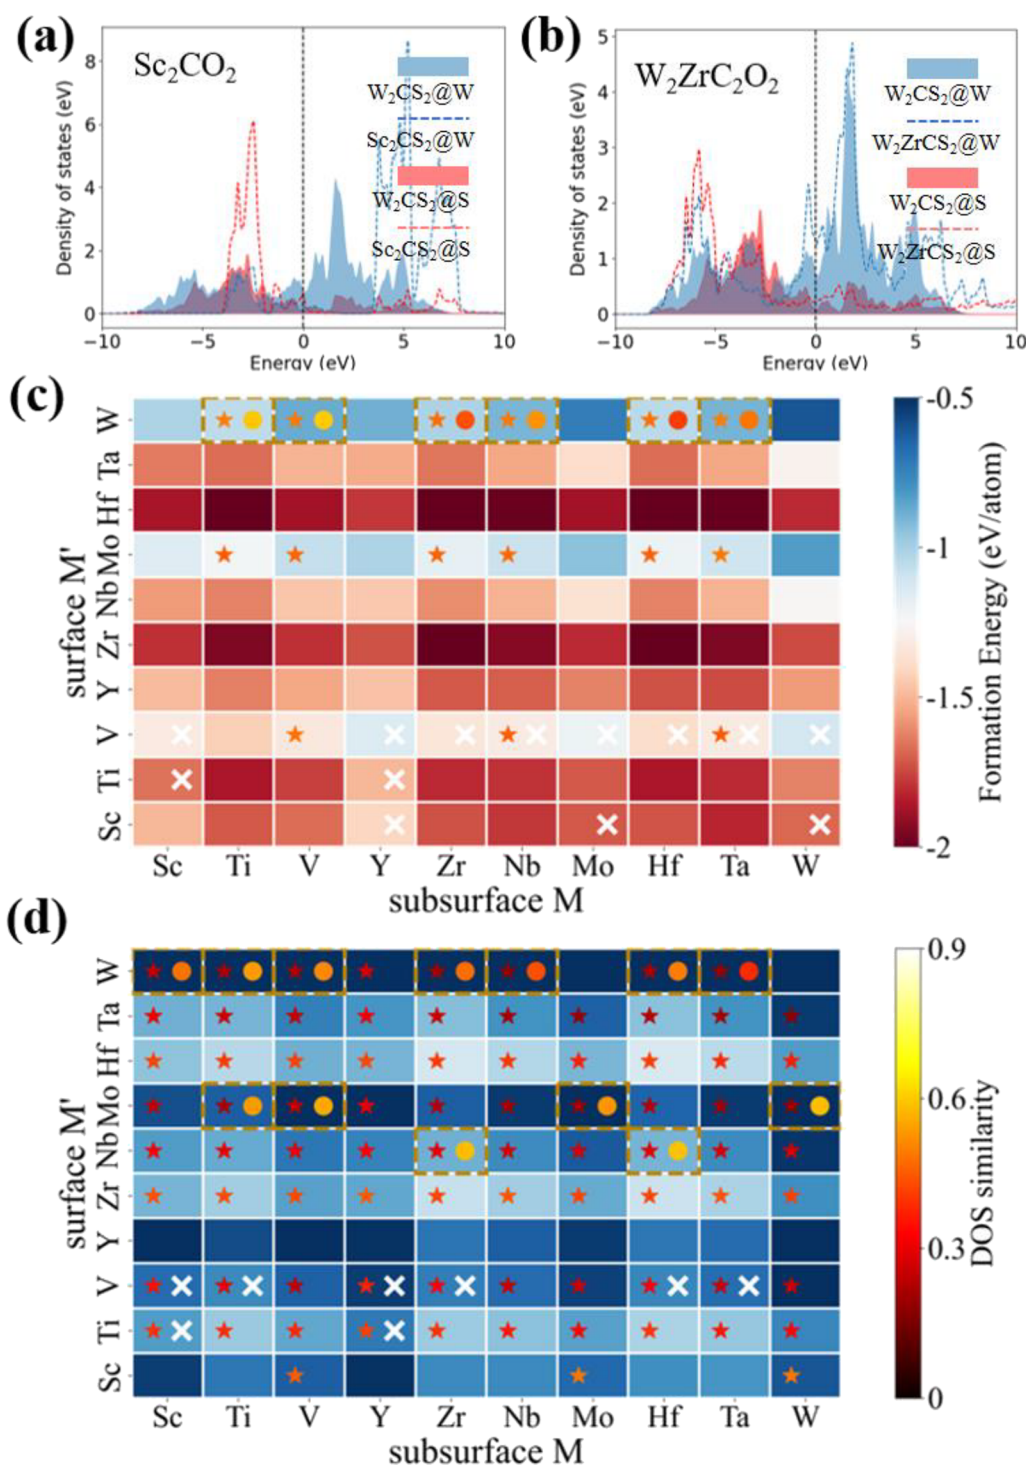 (a)
Sc₂CO₂
Density of states (eV)
8
6
4
2
0
W₂CS₂@W
Sc₂CS₂@W
W₂CS₂@S
Sc₂CS₂@S
−10 −5 0 5 10
Energy (eV)
(b)
W₂ZrC₂O₂
Density of states (eV)
5
4
3
2
1
0
W₂CS₂@W
W₂ZrCS₂@W
W₂CS₂@S
W₂ZrCS₂@S
−10 −5 0 5 10
Energy (eV)
(c)
surface M'
W
Ta
Hf
Mo
Nb
Zr
Y
V
Ti
Sc
Sc Ti V Y Zr Nb Mo Hf Ta W
subsurface M
-0.5
-1
-1.5
-2
Formation Energy (eV/atom)
(d)
surface M'
W
Ta
Hf
Mo
Nb
Zr
Y
V
Ti
Sc
Sc Ti V Y Zr Nb Mo Hf Ta W
subsurface M
0.9
0.6
0.3
0
DOS similarity